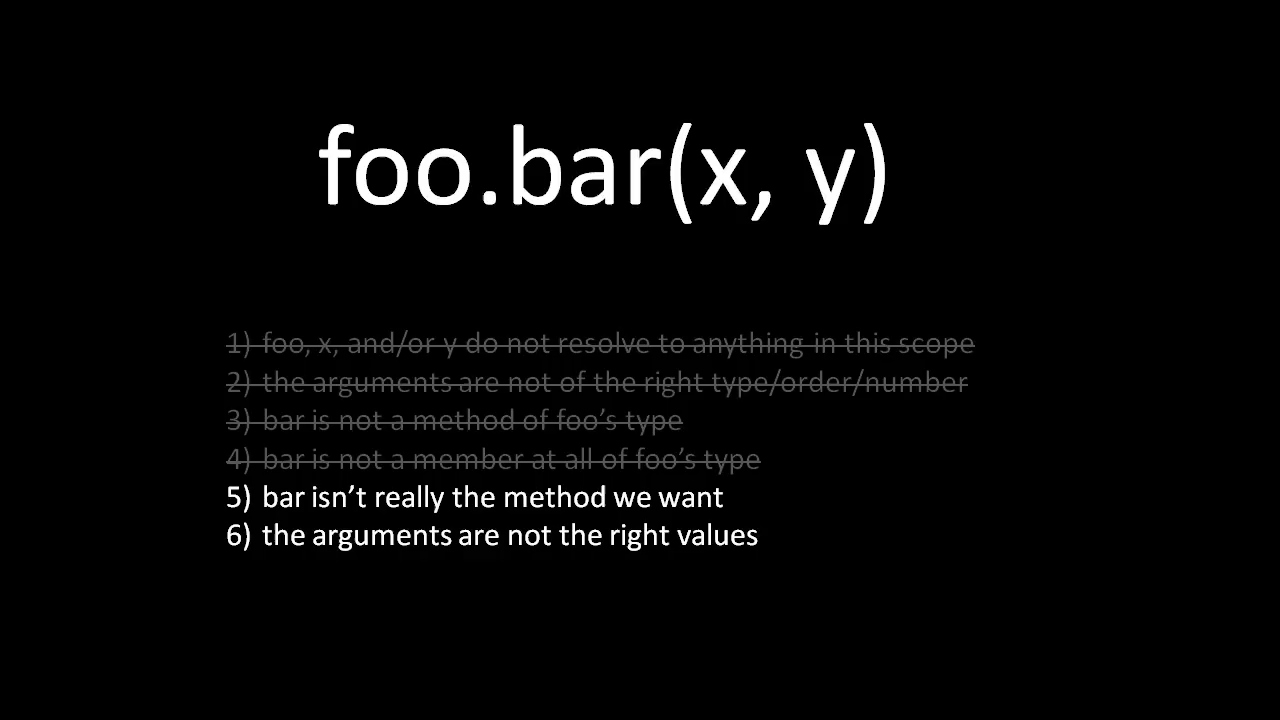 foo.bar(x, y)
1) foo, x, and/or y do not resolve to anything in this scope
2) the arguments are not of the right type/order/number
3) bar is not a method of foo’s type
4) bar is not a member at all of foo’s type
5) bar isn’t really the method we want
6) the arguments are not the right values